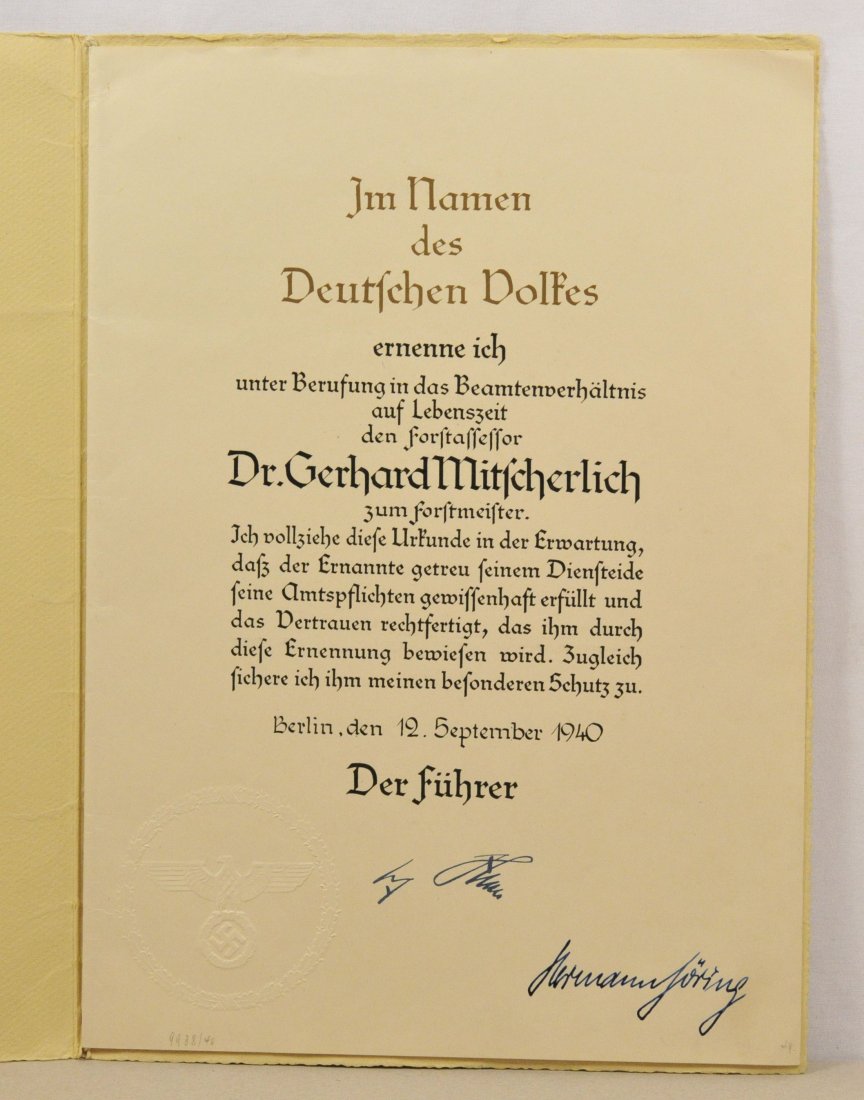 Im Namen
des
Deutschen Volkes
ernenne ich
unter Berufung in das Beamtenverhältnis
auf Lebenszeit
den Forstassessor
Dr. Gerhard Mitscherlich
zum Forstmeister.
Ich vollziehe diese Urkunde in der Erwartung,
daß der Ernannte getreu seinem Diensteide
seine Amtspflichten gewissenhaft erfüllt und
das Vertrauen rechtfertigt, das ihm durch
diese Ernennung bewiesen wird. Zugleich
sichere ich ihm meinen besonderen Schutz zu.
Berlin, den 12. September 1940
Der Führer
Hermann Göring